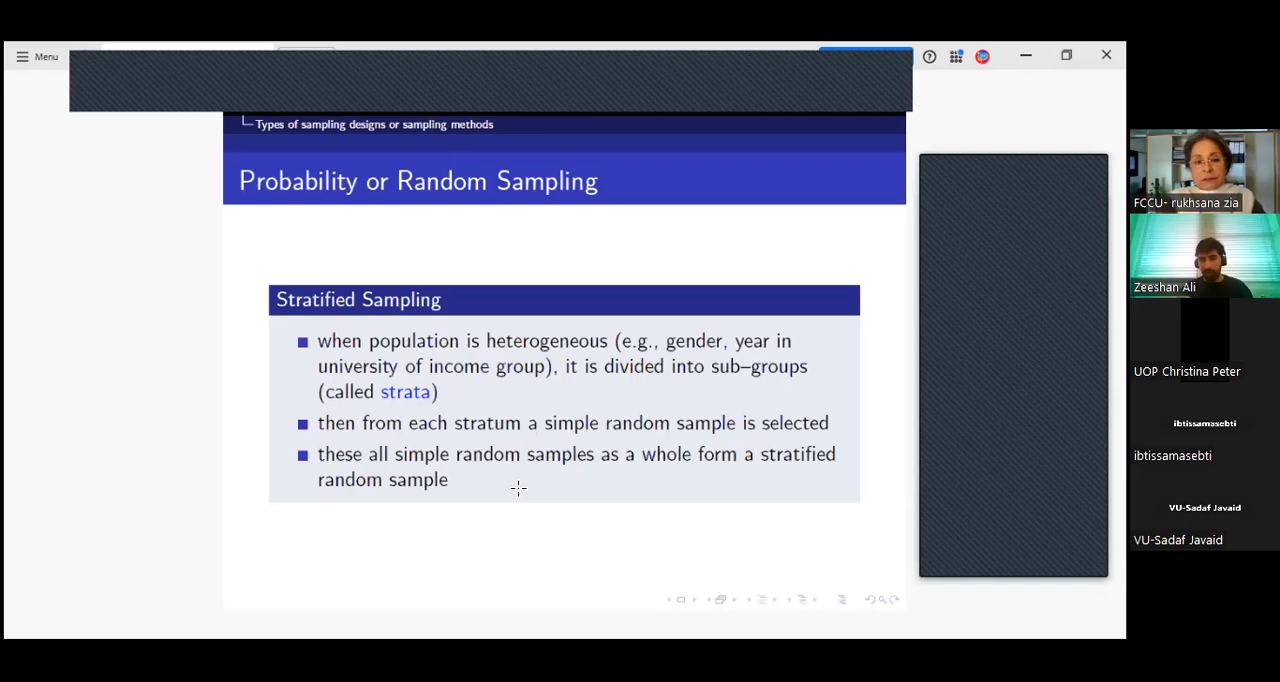 Menu
Types of sampling designs or sampling methods
Probability or Random Sampling
Stratified Sampling
when population is heterogeneous (e.g., gender, year in
university of income group), it is divided into sub–groups
(called strata)
then from each stratum a simple random sample is selected
these all simple random samples as a whole form a stratified
random sample
FCCU- rukhsana zia
Zeeshan Ali
UOP Christina Peter
ibtissamasebti
ibtissamasebti
VU-Sadaf Javaid
VU-Sadaf Javaid